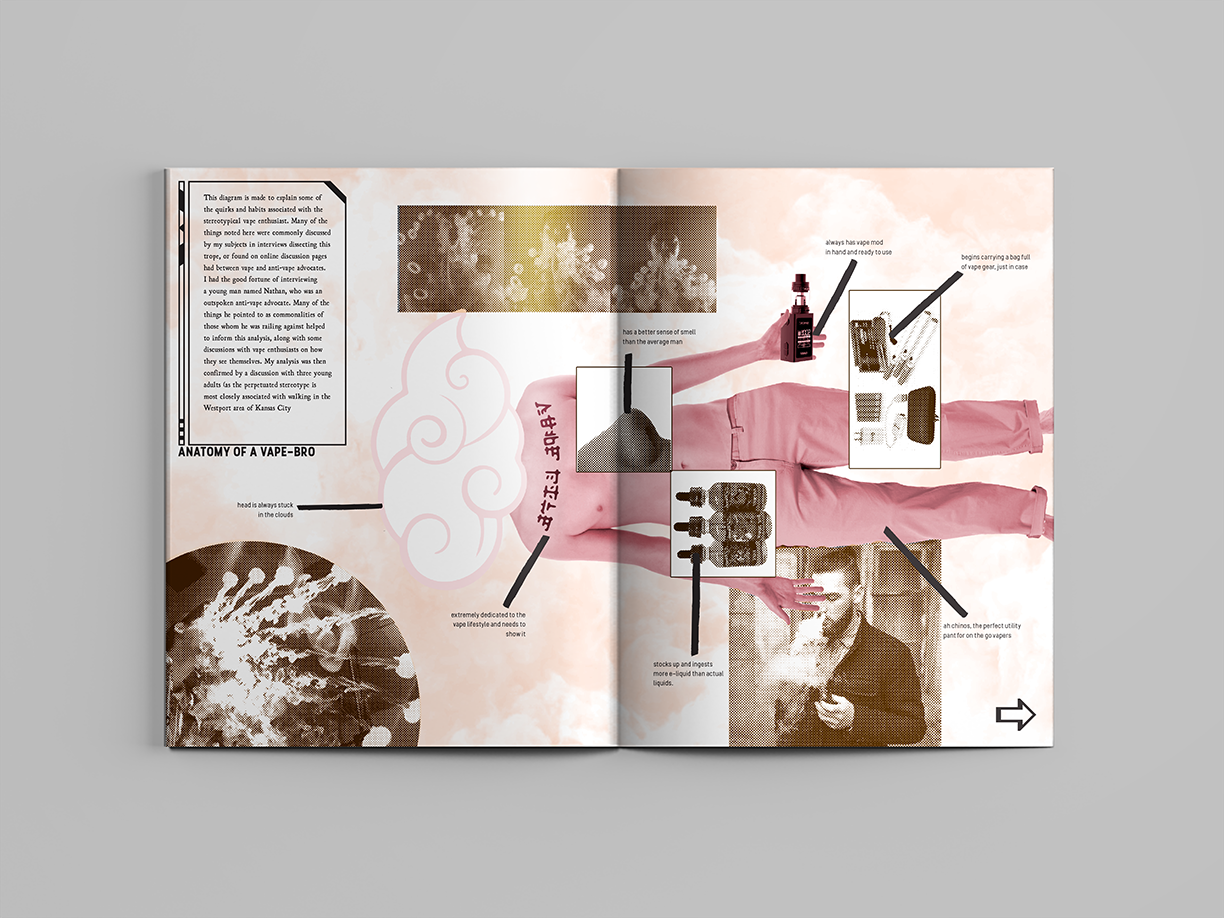 This diagram is made to explain some of
the quirks and habits associated with the
stereotypical vape enthusiast. Many of the
things noted here were commonly discussed
by my subjects in interviews dissecting this
trope, or found on online discussion pages
had between vape and anti-vape advocates.
I had the good fortune of interviewing
a young man named Nathan, who was an
outspoken anti-vape advocate. Many of the
things he pointed to as commonalities of
those whom he was railing against helped
to inform this analysis, along with some
discussions with vape enthusiasts on how
they see themselves. My analysis was then
confirmed by a discussion with three young
adults (as the perpetuated stereotype is
most closely associated with walking in the
Westport area of Kansas City
ANATOMY OF A VAPE-BRO
head is always stuck
in the clouds
extremely dedicated to the
vape lifestyle and needs to
show it
has a better sense of smell
than the average man
always has vape mod
in hand and ready to use
begins carrying a bag full
of vape gear, just in case
stocks up and ingests
more e-liquid than actual
liquids.
ah chinos, the perfect utility
pant for on the go vapers